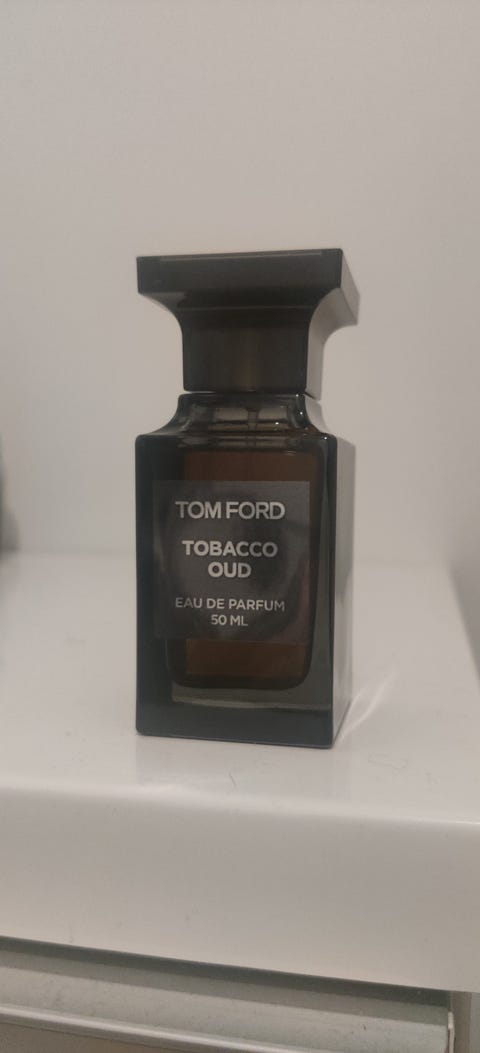 TOM FORD
TOBACCO
OUD
EAU DE PARFUM
50 ML